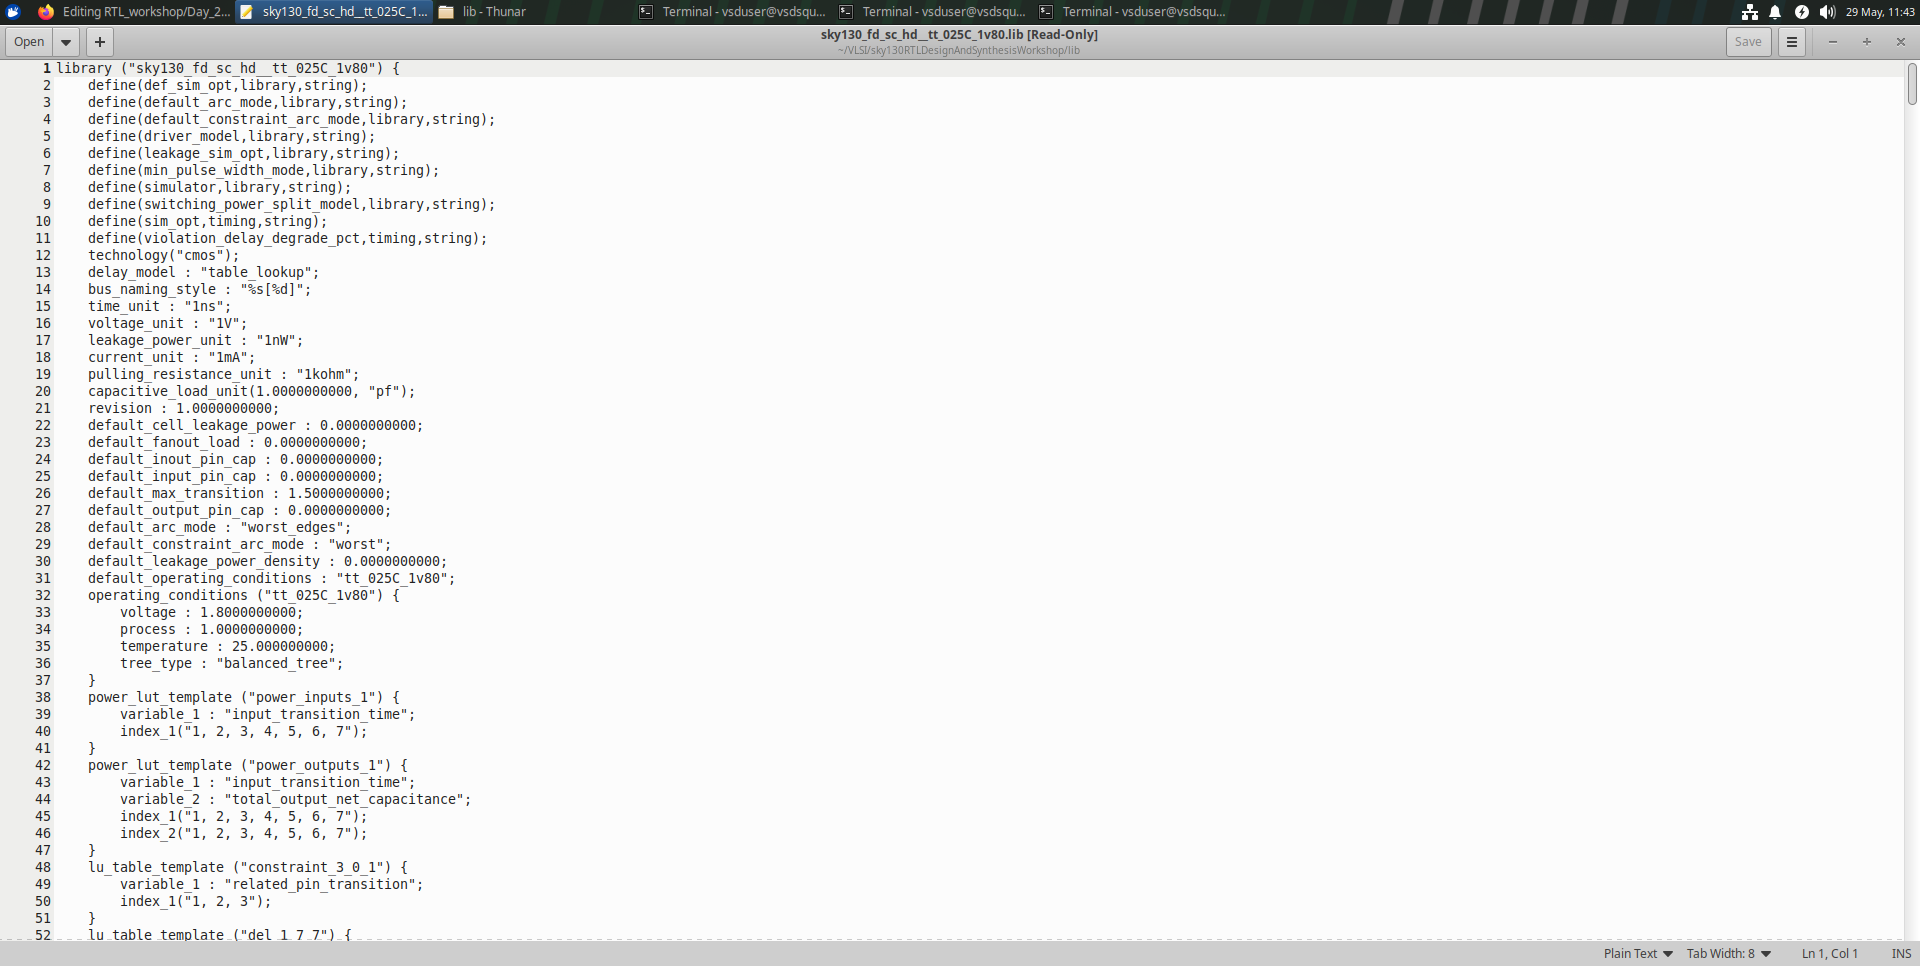 Editing RTL_workshop/Day_2... sky130_fd_sc_hd__tt_025C_1... lib - Thunar Terminal - vsduser@vsdsqu... Terminal - vsduser@vsdsqu... Terminal - vsduser@vsdsqu... 29 May, 11:43
Open + sky130_fd_sc_hd__tt_025C_1v80.lib [Read-Only] Save
~/VLSI/sky130RTLDesignAndSynthesisWorkshop/lib
1 library ("sky130_fd_sc_hd__tt_025C_1v80") {
2 define(def_sim_opt,library,string);
3 define(default_arc_mode,library,string);
4 define(default_constraint_arc_mode,library,string);
5 define(driver_model,library,string);
6 define(leakage_sim_opt,library,string);
7 define(min_pulse_width_mode,library,string);
8 define(simulator,library,string);
9 define(switching_power_split_model,library,string);
10 define(sim_opt,timing,string);
11 define(violation_delay_degrade_pct,timing,string);
12 technology("cmos");
13 delay_model : "table_lookup";
14 bus_naming_style : "%s[%d]";
15 time_unit : "1ns";
16 voltage_unit : "1V";
17 leakage_power_unit : "1nW";
18 current_unit : "1mA";
19 pulling_resistance_unit : "1kohm";
20 capacitive_load_unit(1.0000000000, "pf");
21 revision : 1.0000000000;
22 default_cell_leakage_power : 0.0000000000;
23 default_fanout_load : 0.0000000000;
24 default_inout_pin_cap : 0.0000000000;
25 default_input_pin_cap : 0.0000000000;
26 default_max_transition : 1.5000000000;
27 default_output_pin_cap : 0.0000000000;
28 default_arc_mode : "worst_edges";
29 default_constraint_arc_mode : "worst";
30 default_leakage_power_density : 0.0000000000;
31 default_operating_conditions : "tt_025C_1v80";
32 operating_conditions ("tt_025C_1v80") {
33 voltage : 1.8000000000;
34 process : 1.0000000000;
35 temperature : 25.000000000;
36 tree_type : "balanced_tree";
37 }
38 power_lut_template ("power_inputs_1") {
39 variable_1 : "input_transition_time";
40 index_1("1, 2, 3, 4, 5, 6, 7");
41 }
42 power_lut_template ("power_outputs_1") {
43 variable_1 : "input_transition_time";
44 variable_2 : "total_output_net_capacitance";
45 index_1("1, 2, 3, 4, 5, 6, 7");
46 index_2("1, 2, 3, 4, 5, 6, 7");
47 }
48 lu_table_template ("constraint_3_0_1") {
49 variable_1 : "related_pin_transition";
50 index_1("1, 2, 3");
51 }
52 lu_table_template ("del_1_7_7") {
Plain Text Tab Width: 8 Ln 1, Col 1 INS